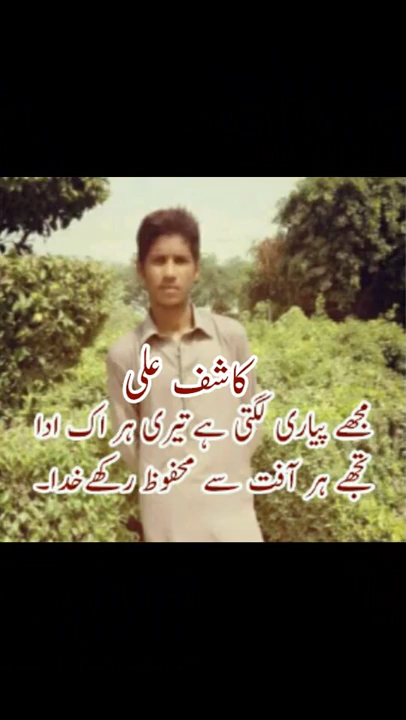 کاشف علی
مجھے پیاری لگتی ہے تیری ہر اک ادا
تجھے ہر آفت سے محفوظ رکھے خدا۔